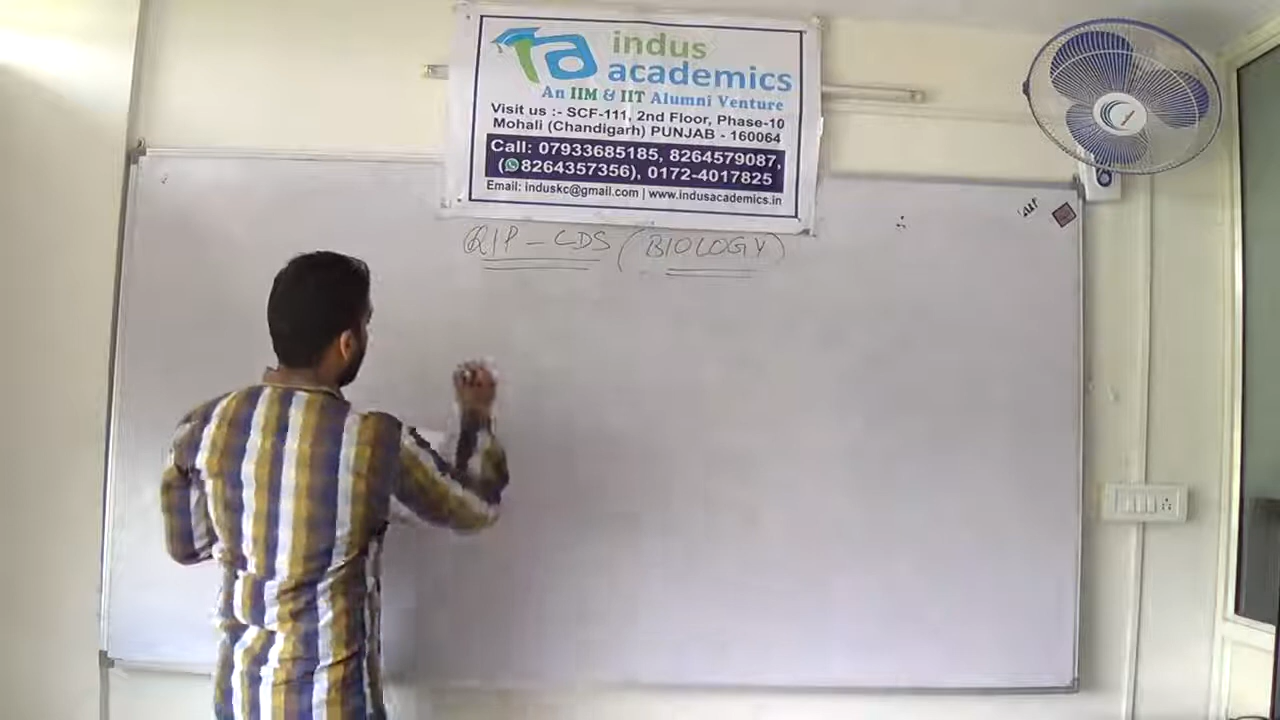 indus
academics
An IIM & IIT Alumni Venture
Visit us :- SCF-111, 2nd Floor, Phase-10
Mohali (Chandigarh) PUNJAB - 160064
Call: 07933685185, 8264579087,
(8264357356), 0172-4017825
Email: induskc@gmail.com | www.indusacademics.in
QIP - CDS (BIOLOGY)